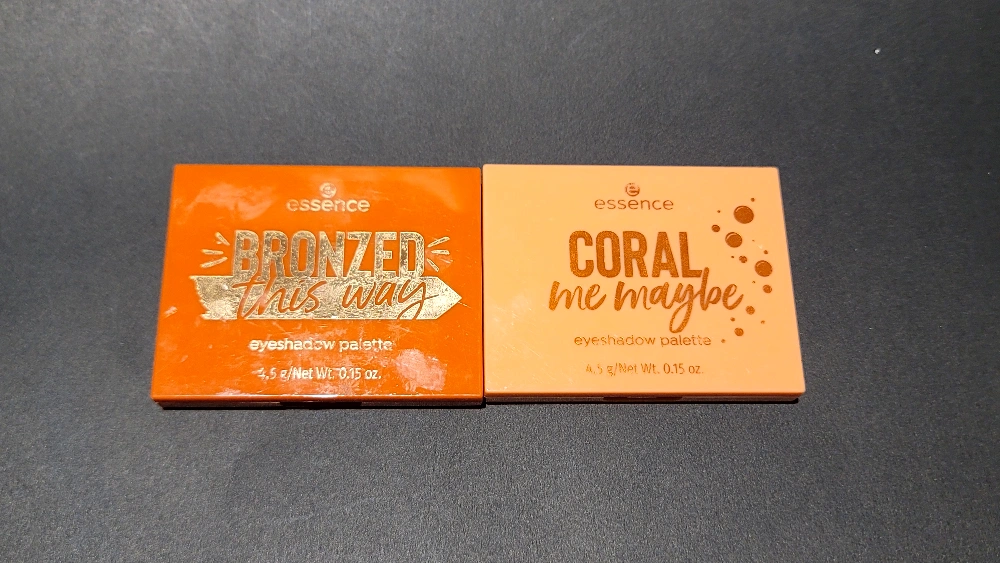 essence
BRONZED
this way
eyeshadow palette
4,5 g/Net Wt. 0.15 oz.
essence
CORAL
me maybe
eyeshadow palette
4,5 g/Net Wt. 0.15 oz.